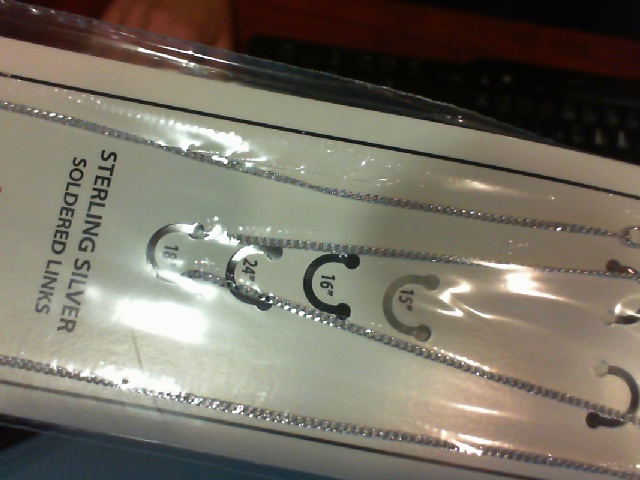 STERLING SILVER
SOLDERED LINKS
18
24"
16"
15"